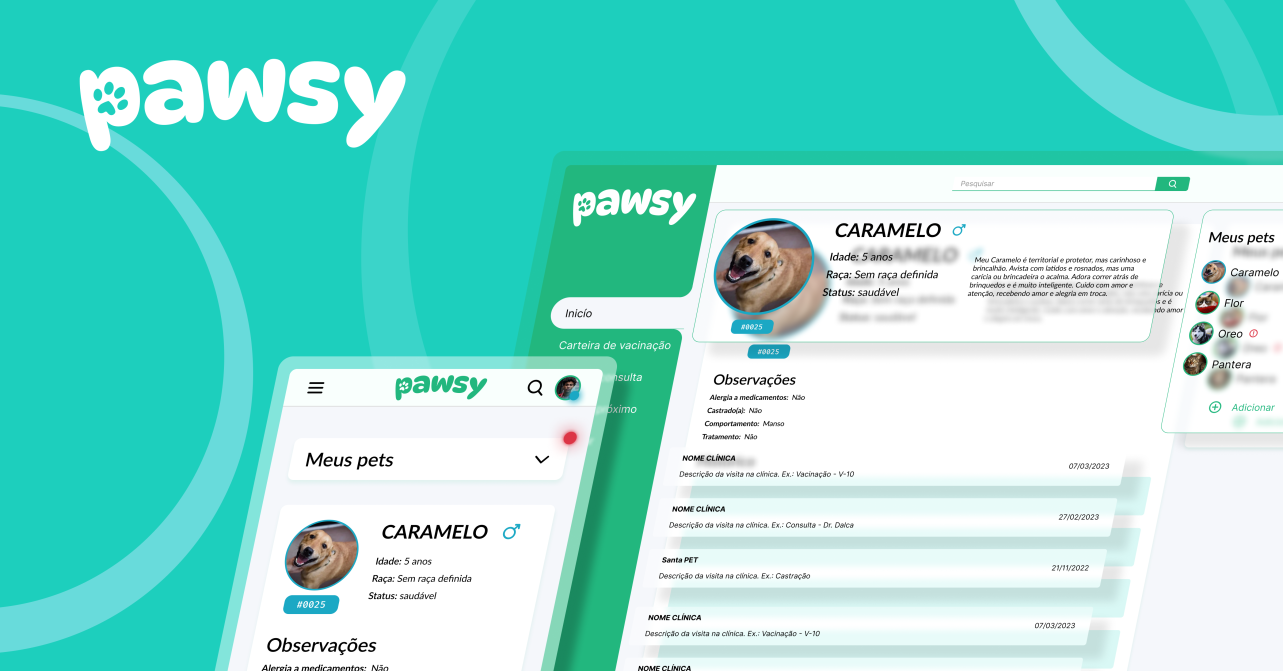 pawsy
pawsy
Pesquisar
Inicío
Carteira de vacinação
onsulta
róximo
CARAMELO
Idade: 5 anos
Raça: Sem raça definida
Status: saudável
#0025
#0025
Meu Caramelo é territorial e protetor, mas carinhoso e
brincalhão. Avista com latidos e rosnados, mas uma
carícia ou brincadeira o acalma. Adora correr atrás de
brinquedos e é muito inteligente. Cuido com amor e
atenção, recebendo amor e alegria em troca.
Meus pets
Caramelo
Flor
Oreo
Pantera
Adicionar
Observações
Alergia a medicamentos: Não
Castrado(a): Não
Comportamento: Manso
Tratamento: Não
NOME CLÍNICA
Descrição da visita na clínica. Ex.: Vacinação - V-10
07/03/2023
NOME CLÍNICA
Descrição da visita na clínica. Ex.: Consulta - Dr. Dalca
27/02/2023
Santa PET
Descrição da visita na clínica. Ex.: Castração
21/11/2022
NOME CLÍNICA
Descrição da visita na clínica. Ex.: Vacinação - V-10
07/03/2023
NOME CLÍNICA
pawsy
Meus pets
CARAMELO
Idade: 5 anos
Raça: Sem raça definida
Status: saudável
#0025
Observações
Alergia a medicamentos: Não